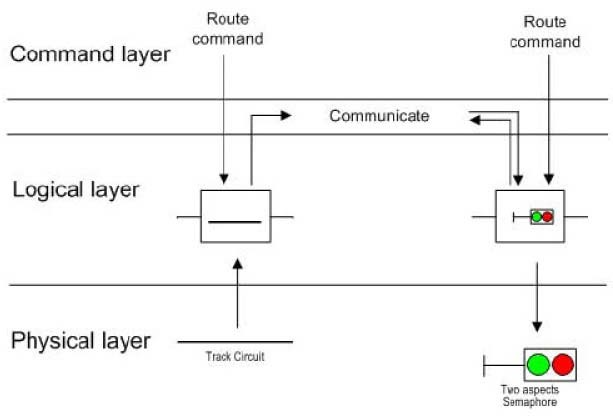 Route
command
Route
command
Command layer
Communicate
Logical layer
Physical layer
Track Circuit
Two aspects
Semaphore